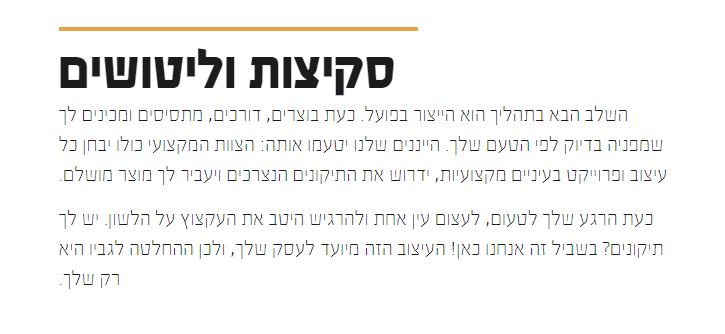 סקיצות וליטושים
השלב הבא בתהליך הוא הייצור בפועל. כעת בוצרים, דורכים, מתסיסים ומכינים לך
שמפניה בדיוק לפי הטעם שלך. הייננים שלנו יטעמו אותה: הצוות המקצועי כולו יבחן כל
עיצוב ופרוייקט בעיניים מקצועיות, ידרוש את התיקונים הנצרכים ויעביר לך מוצר מושלם.
כעת הרגע שלך לטעום, לעצום עין אחת ולהרגיש היטב את העקצוץ על הלשון. יש לך
תיקונים? בשביל זה אנחנו כאן! העיצוב הזה מיועד לעסק שלך, ולכן ההחלטה לגביו היא
רק שלך.